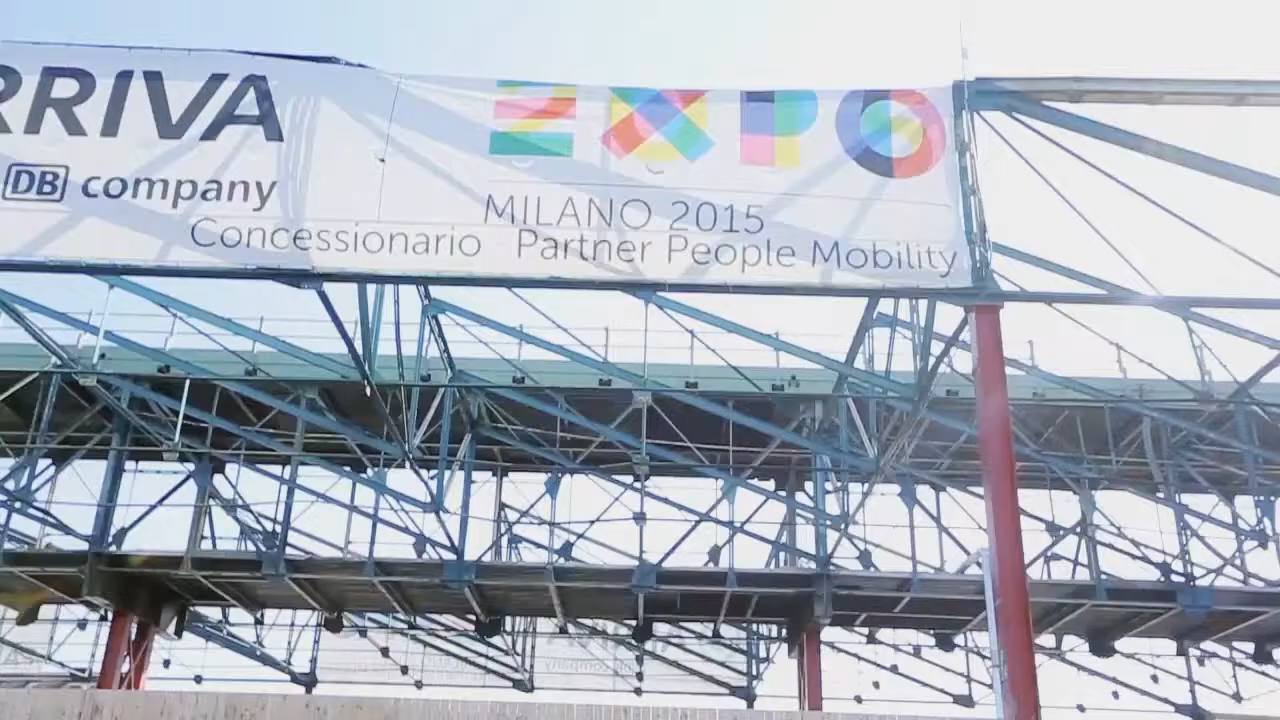 RRIVA
DB company
EXPO
MILANO 2015
Concessionario Partner People Mobility